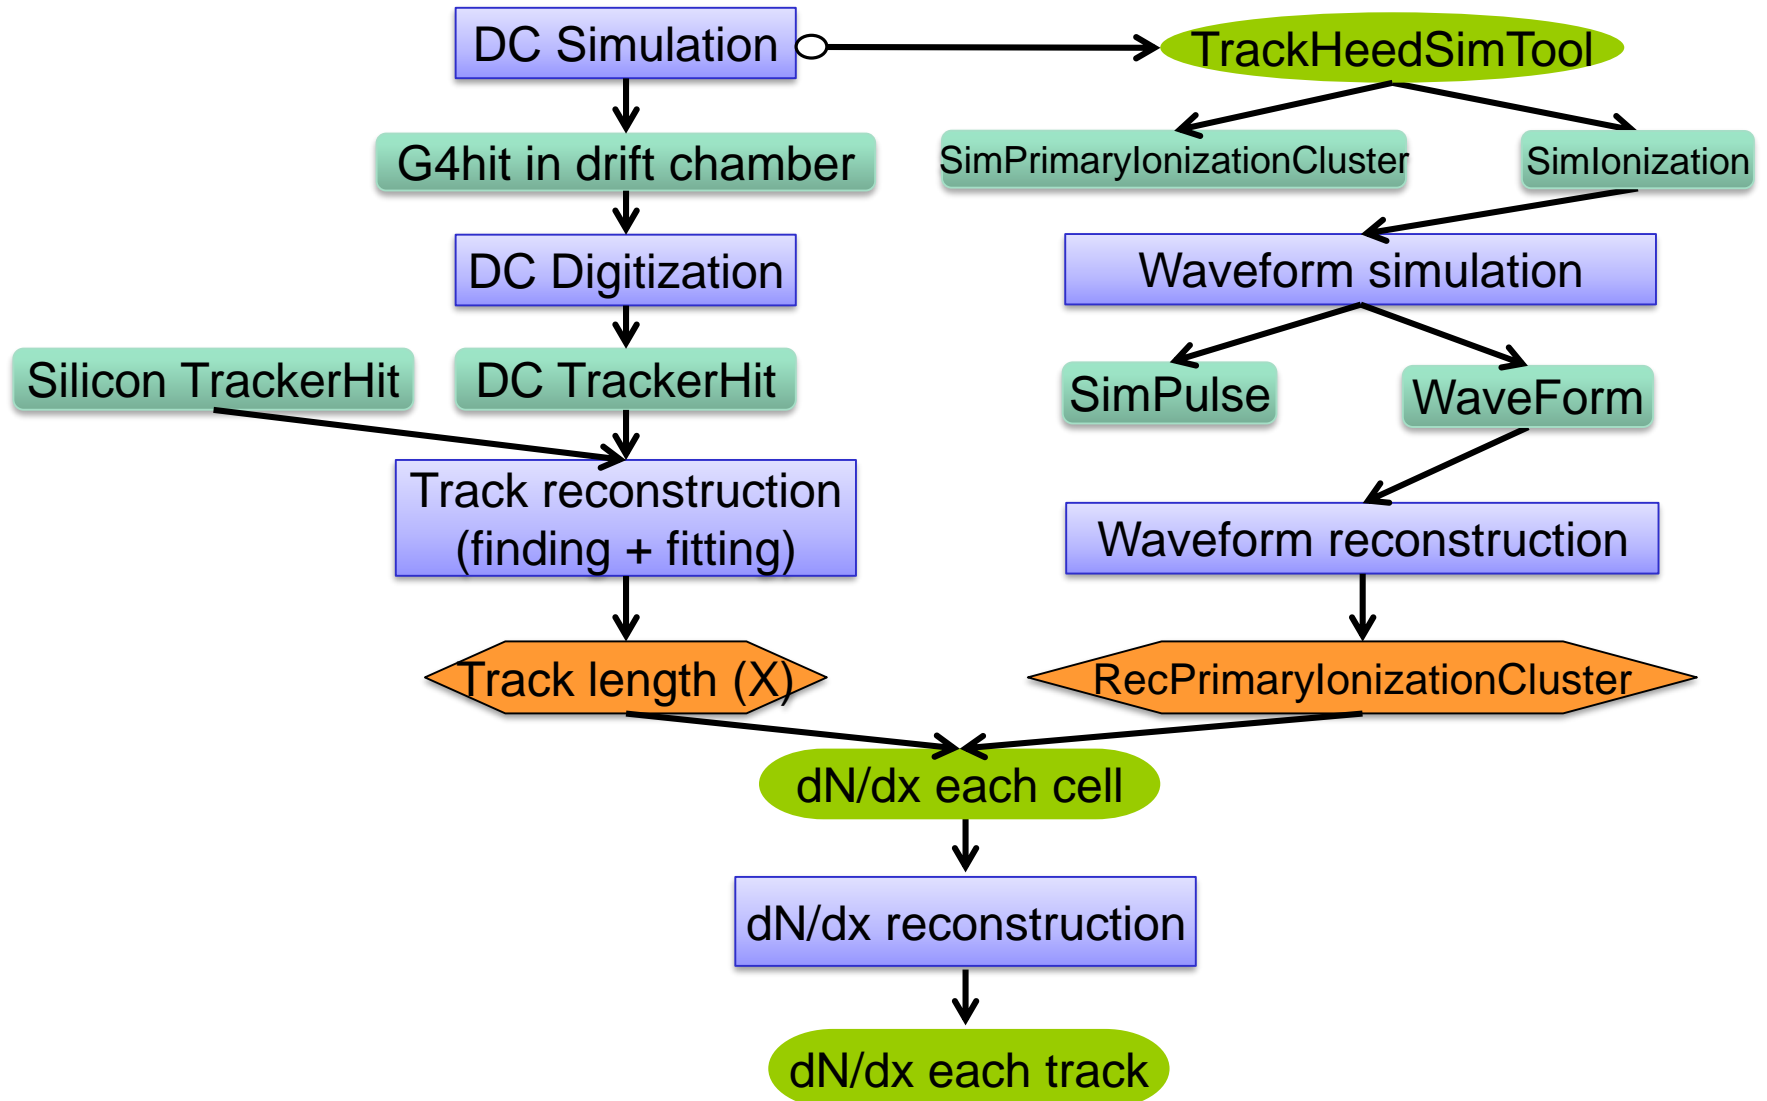 DC Simulation
TrackHeedSimTool
G4hit in drift chamber
SimPrimaryIonizationCluster
SimIonization
DC Digitization
Waveform simulation
Silicon TrackerHit
DC TrackerHit
SimPulse
WaveForm
Track reconstruction
(finding + fitting)
Waveform reconstruction
Track length (X)
RecPrimaryIonizationCluster
dN/dx each cell
dN/dx reconstruction
dN/dx each track